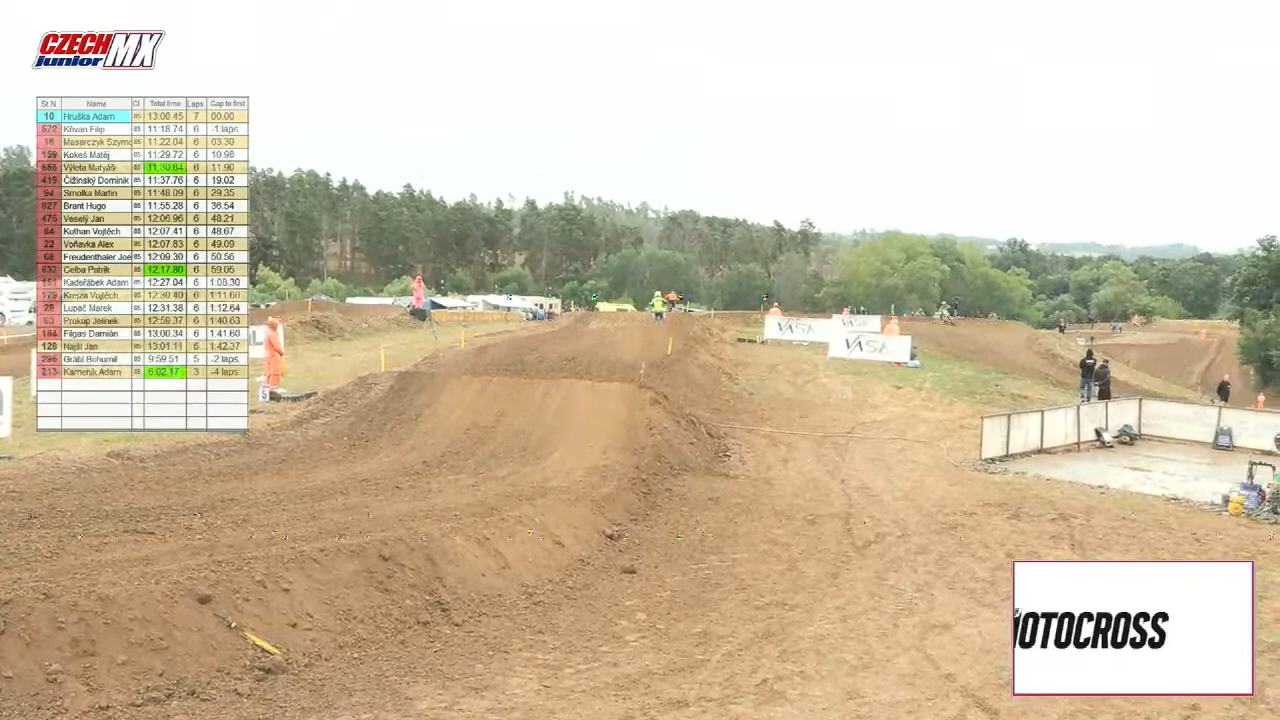 CZECH MX
junior
St.N. Name Cl Total time Laps Gap to first
10 Hruška Adam 85 13:00.45 7 00.00
572 Křivan Filip 85 11:18.74 6 -1 laps
16 Masarczyk Szymo 85 11:22.04 6 03.30
159 Kokeš Matěj 85 11:29.72 6 10.98
555 Výleta Matyáš 85 11:30.64 6 11.90
419 Čížinský Dominik 85 11:37.76 6 19.02
94 Smolka Martin 85 11:48.09 6 29.35
827 Brant Hugo 85 11:55.28 6 36.54
475 Veselý Jan 85 12:06.96 6 48.21
84 Kuthan Vojtěch 85 12:07.41 6 48.67
22 Voňavka Alex 85 12:07.83 6 49.09
68 Freudenthaler Joe 85 12:09.30 6 50.56
632 Celba Patrik 85 12:17.80 6 59.05
151 Kadeřábek Adam 85 12:27.04 6 1:08.30
179 Krejza Vojtěch 85 12:30.40 6 1:11.66
28 Lupač Marek 85 12:31.38 6 1:12.64
63 Prokop Jelínek 85 12:59.37 6 1:40.63
184 Filgas Damián 85 13:00.34 6 1:41.60
128 Najšl Jan 85 13:01.11 6 1:42.37
296 Grábl Bohumil 85 9:59.51 5 -2 laps
213 Kameník Adam 85 6:02.17 3 -4 laps
VASA
VASA
5
MOTOCROSS